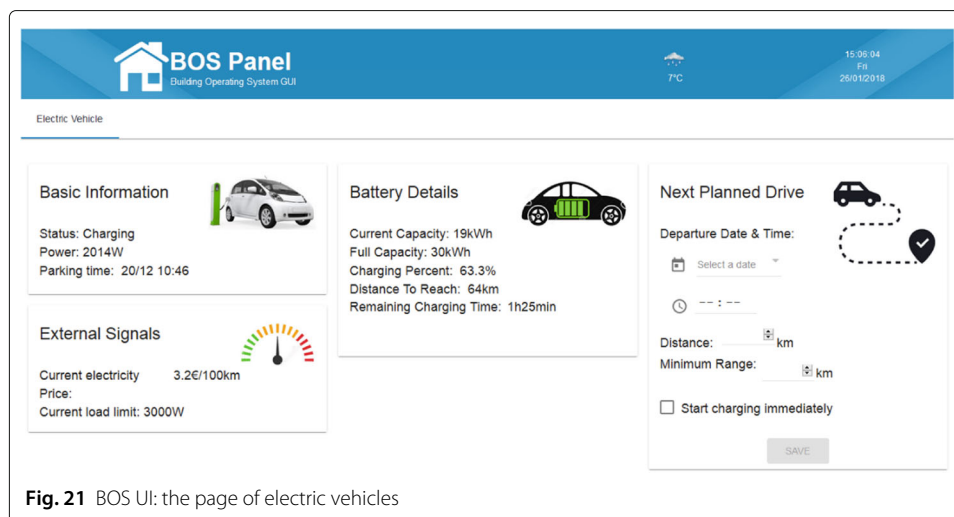 BOS Panel
Building Operating System GUI
7°C
15:06:04
Fri
26/01/2018
Electric Vehicle
Basic Information
Status: Charging
Power: 2014W
Parking time: 20/12 10:46
External Signals
Current electricity Price: 3.2€/100km
Current load limit: 3000W
Battery Details
Current Capacity: 19kWh
Full Capacity: 30kWh
Charging Percent: 63.3%
Distance To Reach: 64km
Remaining Charging Time: 1h25min
Next Planned Drive
Departure Date & Time:
Select a date
-- : --
Distance: km
Minimum Range: km
Start charging immediately
SAVE
Fig. 21 BOS UI: the page of electric vehicles